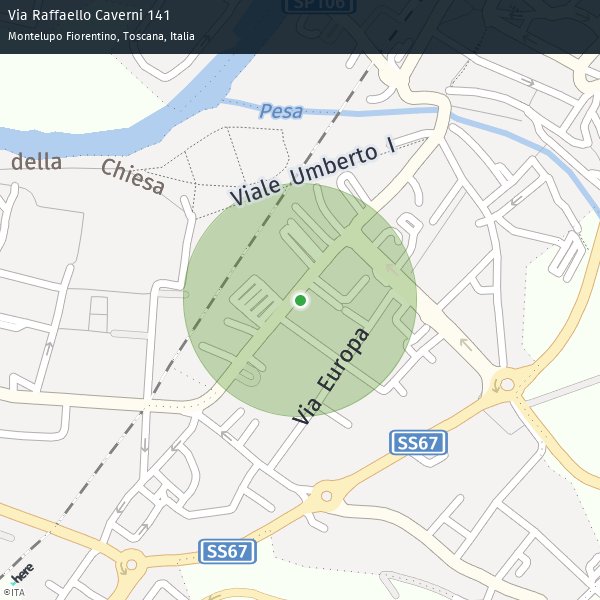 Via Raffaello Caverni 141
Montelupo Fiorentino, Toscana, Italia
SP106
Pesa
della Chiesa
Viale Umberto I
Via Europa
SS67
SS67
here
©ITA